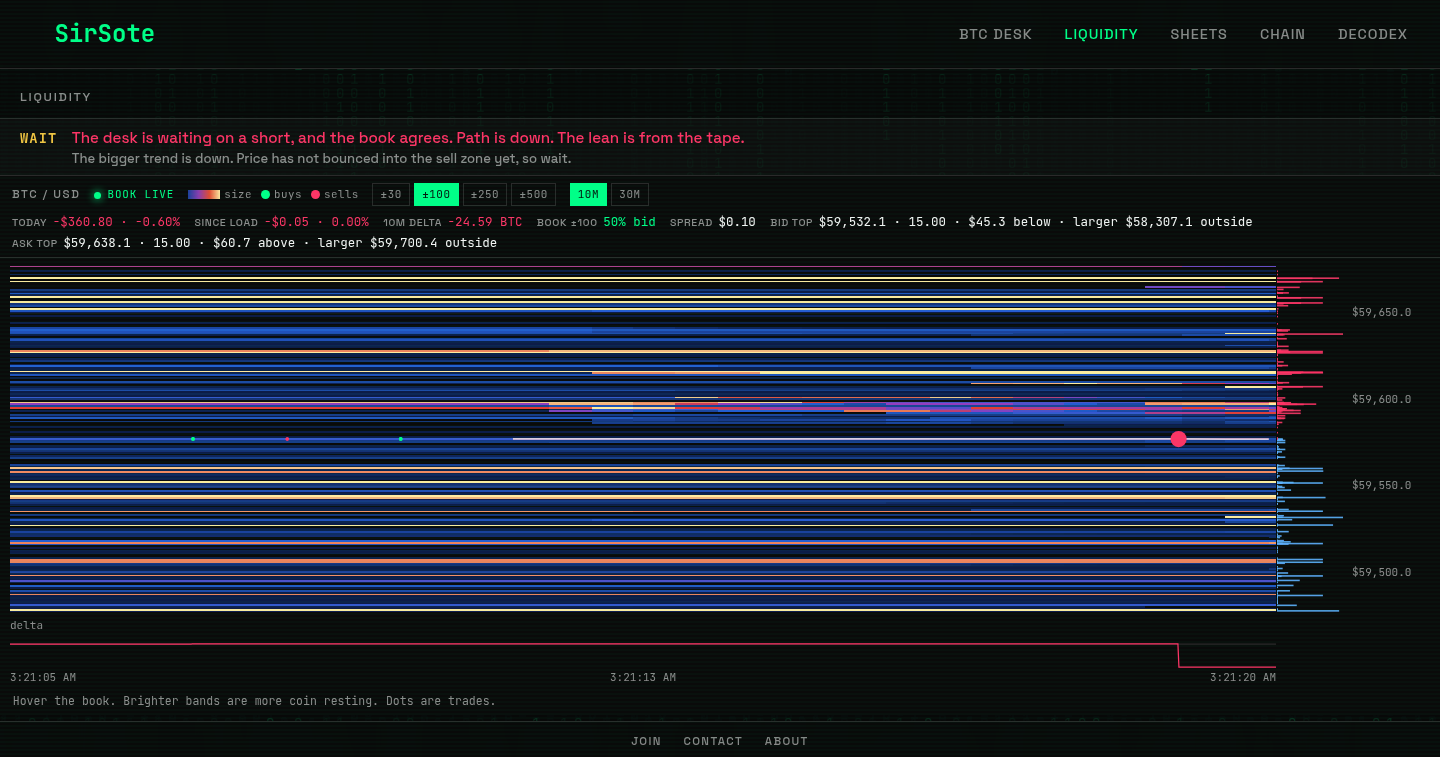 SirSote
BTC DESK LIQUIDITY SHEETS CHAIN DECODEX
LIQUIDITY
WAIT The desk is waiting on a short, and the book agrees. Path is down. The lean is from the tape.
The bigger trend is down. Price has not bounced into the sell zone yet, so wait.
BTC / USD BOOK LIVE size buys sells ±30 ±100 ±250 ±500 10M 30M
TODAY -$360.80 · -0.60% SINCE LOAD -$0.05 · 0.00% 10M DELTA -24.59 BTC BOOK ±100 50% bid SPREAD $0.10 BID TOP $59,532.1 · 15.00 · $45.3 below · larger $58,307.1 outside
ASK TOP $59,638.1 · 15.00 · $60.7 above · larger $59,700.4 outside
$59,650.0
$59,600.0
$59,550.0
$59,500.0
delta
3:21:05 AM 3:21:13 AM 3:21:20 AM
Hover the book. Brighter bands are more coin resting. Dots are trades.
JOIN CONTACT ABOUT